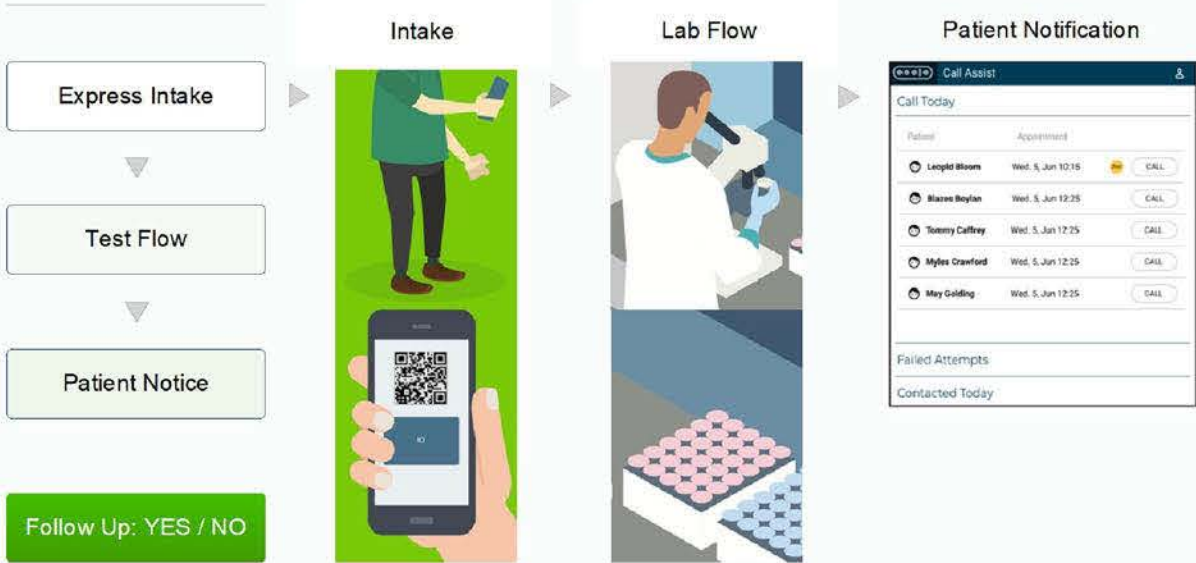 Express Intake
Test Flow
Patient Notice
Follow Up: YES / NO
Intake
Lab Flow
Patient Notification
Call Assist
Call Today
Patient Appointment
Leopld Bloom Wed. 5, Jun 10:15 CALL
Blazes Boylan Wed. 5, Jun 12:25 CALL
Tommy Caffrey Wed. 5, Jun 12:25 CALL
Myles Crawford Wed. 5, Jun 12:25 CALL
May Golding Wed. 5, Jun 12:25 CALL
Failed Attempts
Contacted Today